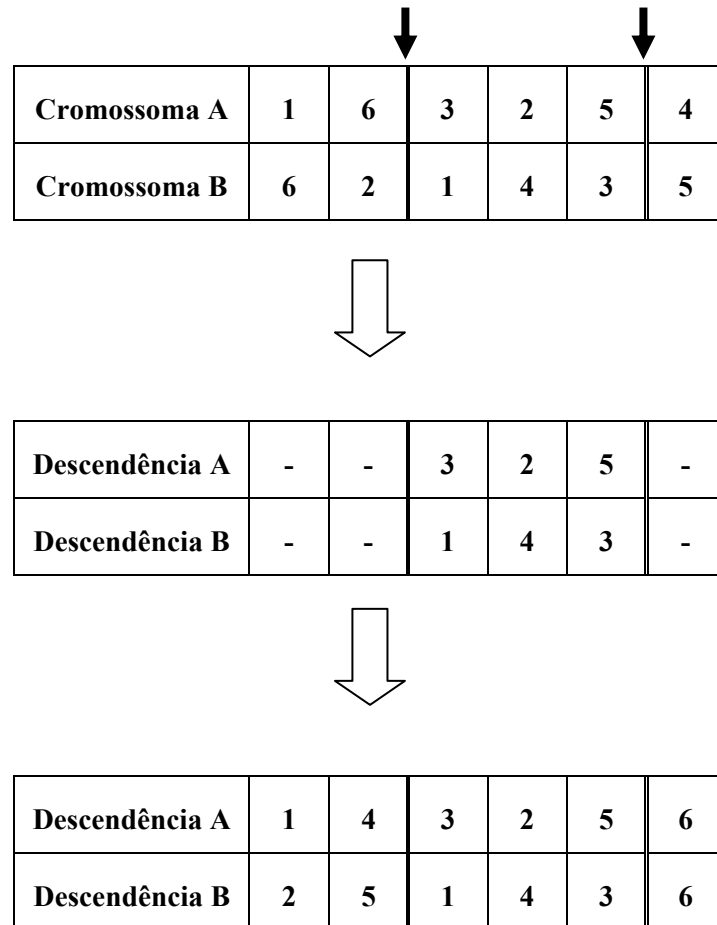 Cromossoma A 1 6 3 2 5 4
Cromossoma B 6 2 1 4 3 5
Descendência A - - 3 2 5 -
Descendência B - - 1 4 3 -
Descendência A 1 4 3 2 5 6
Descendência B 2 5 1 4 3 6